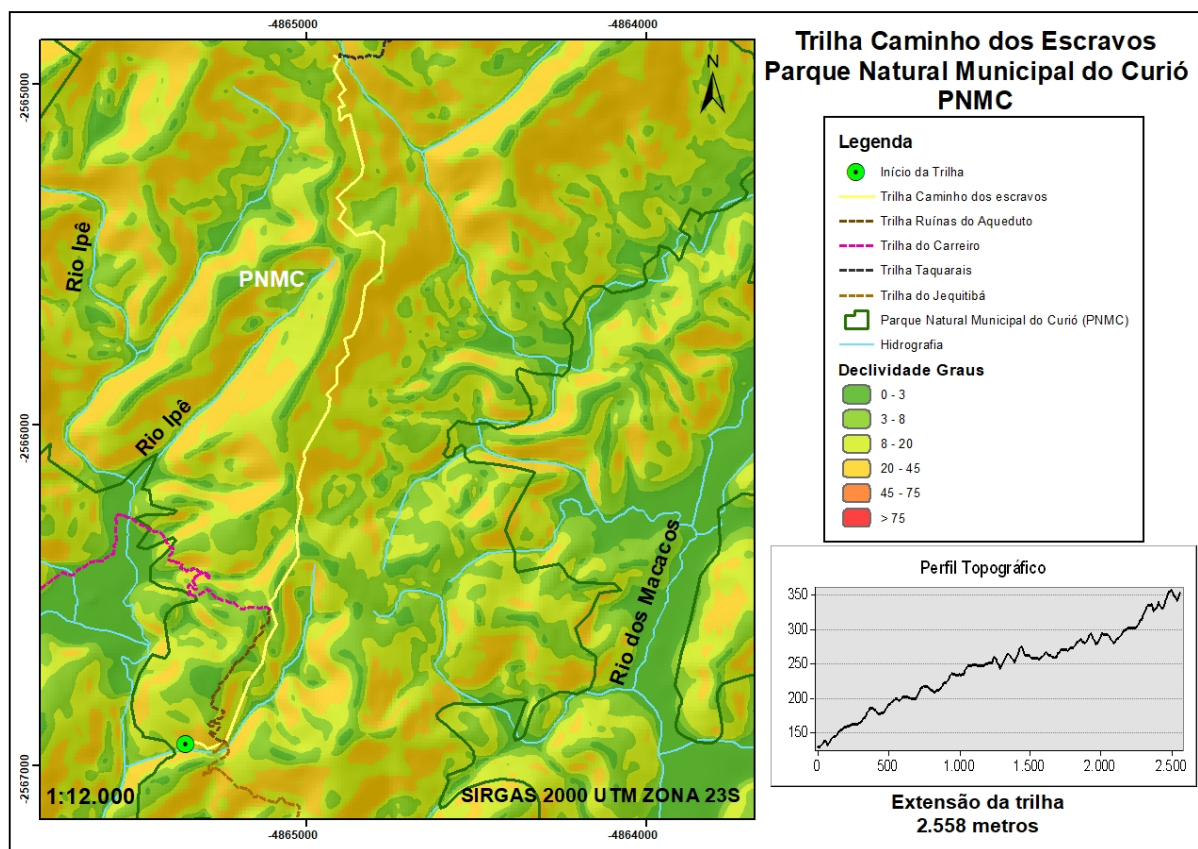 -4865000
-4864000
-2565000
-2566000
-2567000
N
Rio Ipê
PNMC
Rio Ipê
Rio dos Macacos
1:12.000
SIRGAS 2000 UTM ZONA 23S
-4865000
-4864000
Trilha Caminho dos Escravos
Parque Natural Municipal do Curió
PNMC
Legenda
Início da Trilha
Trilha Caminho dos escravos
Trilha Ruínas do Aqueduto
Trilha do Carreiro
Trilha Taquarais
Trilha do Jequitibá
Parque Natural Municipal do Curió (PNMC)
Hidrografia
Declividade Graus
0 - 3
3 - 8
8 - 20
20 - 45
45 - 75
> 75
Perfil Topográfico
350
300
250
200
150
0 500 1.000 1.500 2.000 2.500
Extensão da trilha
2.558 metros